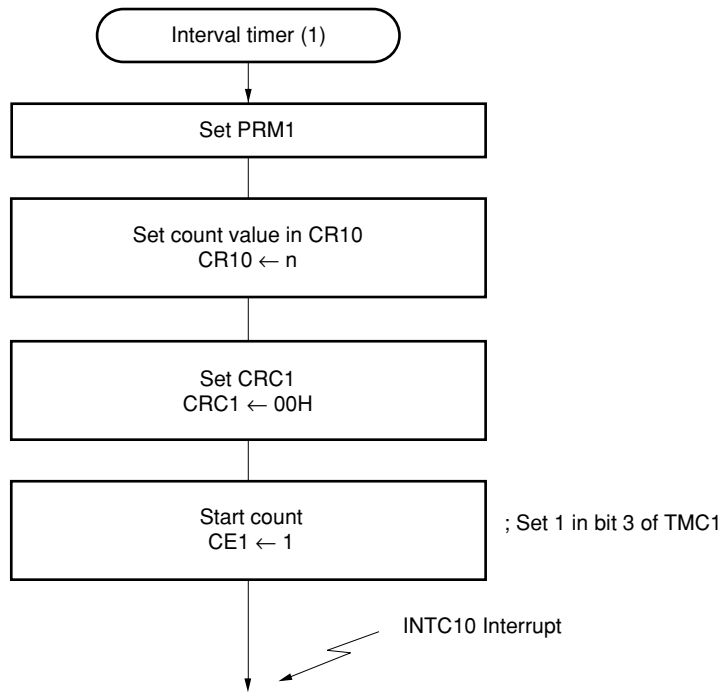 Interval timer (1)
Set PRM1
Set count value in CR10
CR10 ← n
Set CRC1
CRC1 ← 00H
Start count
CE1 ← 1
; Set 1 in bit 3 of TMC1
INTC10 Interrupt